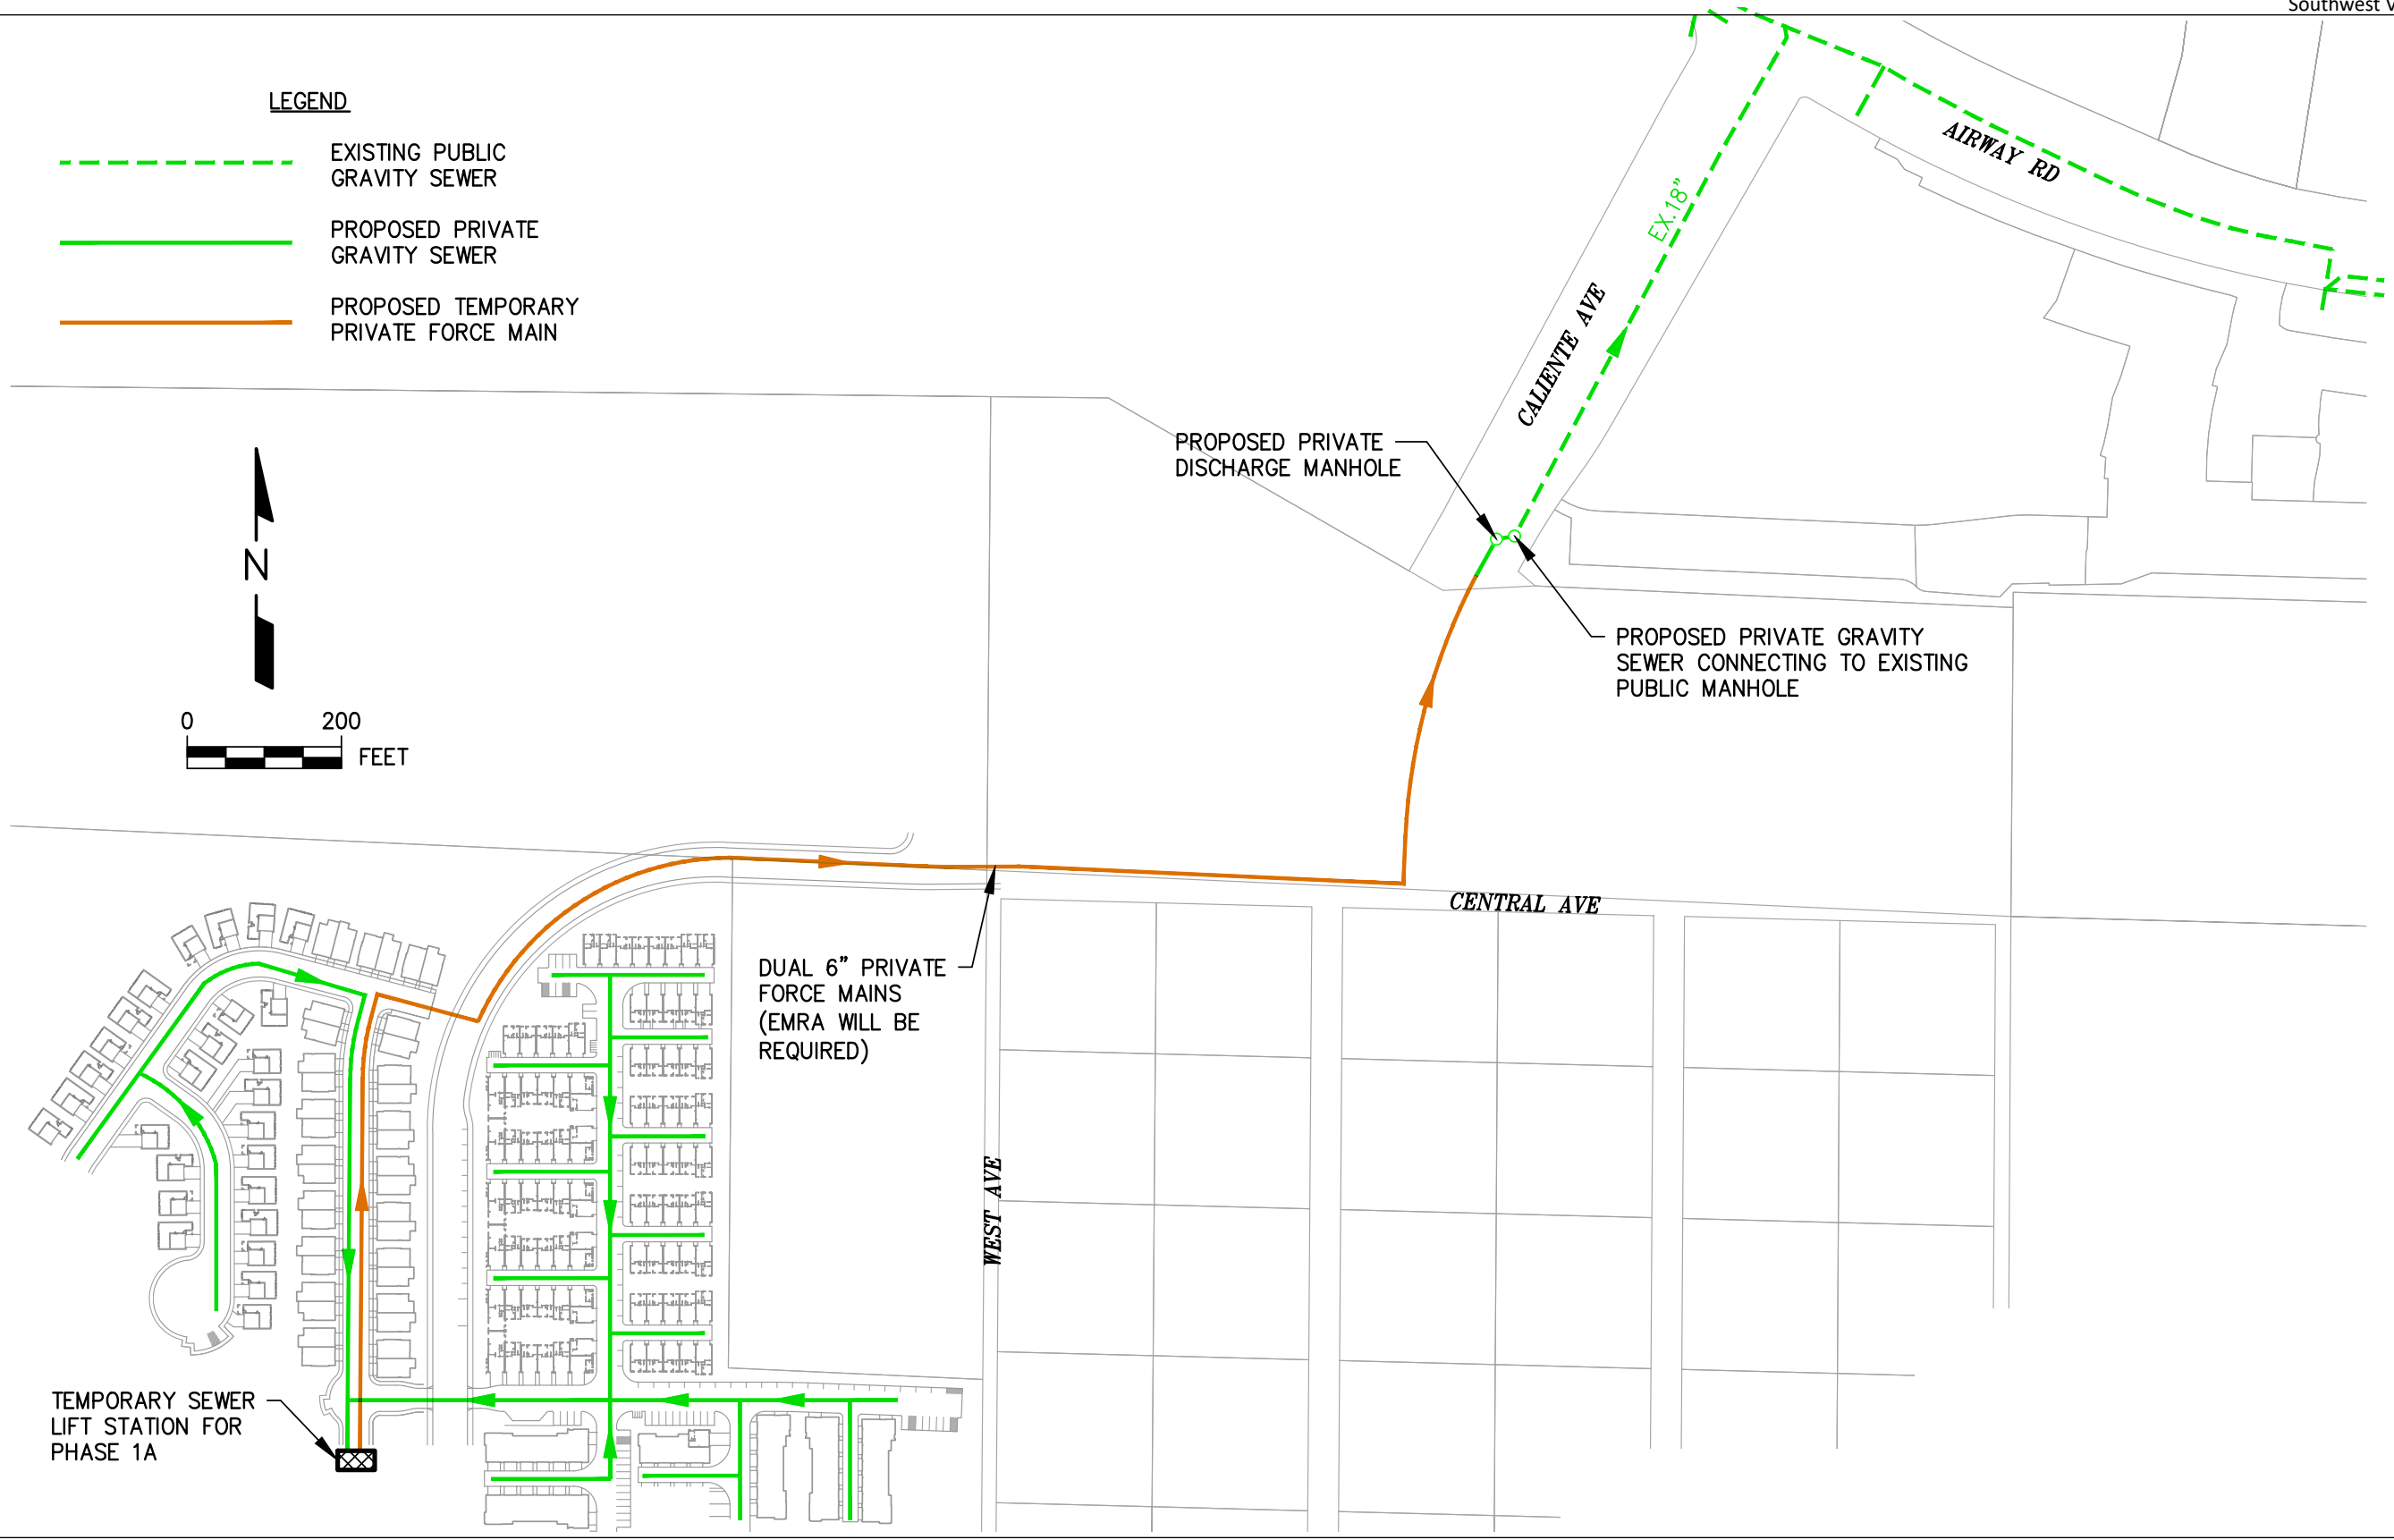 Southwest V
LEGEND
EXISTING PUBLIC
GRAVITY SEWER
PROPOSED PRIVATE
GRAVITY SEWER
PROPOSED TEMPORARY
PRIVATE FORCE MAIN
AIRWAY RD
EX.18"
CALIENTE AVE
PROPOSED PRIVATE
DISCHARGE MANHOLE
N
PROPOSED PRIVATE GRAVITY
SEWER CONNECTING TO EXISTING
PUBLIC MANHOLE
0 200
FEET
CENTRAL AVE
DUAL 6" PRIVATE
FORCE MAINS
(EMRA WILL BE
REQUIRED)
WEST AVE
TEMPORARY SEWER
LIFT STATION FOR
PHASE 1A